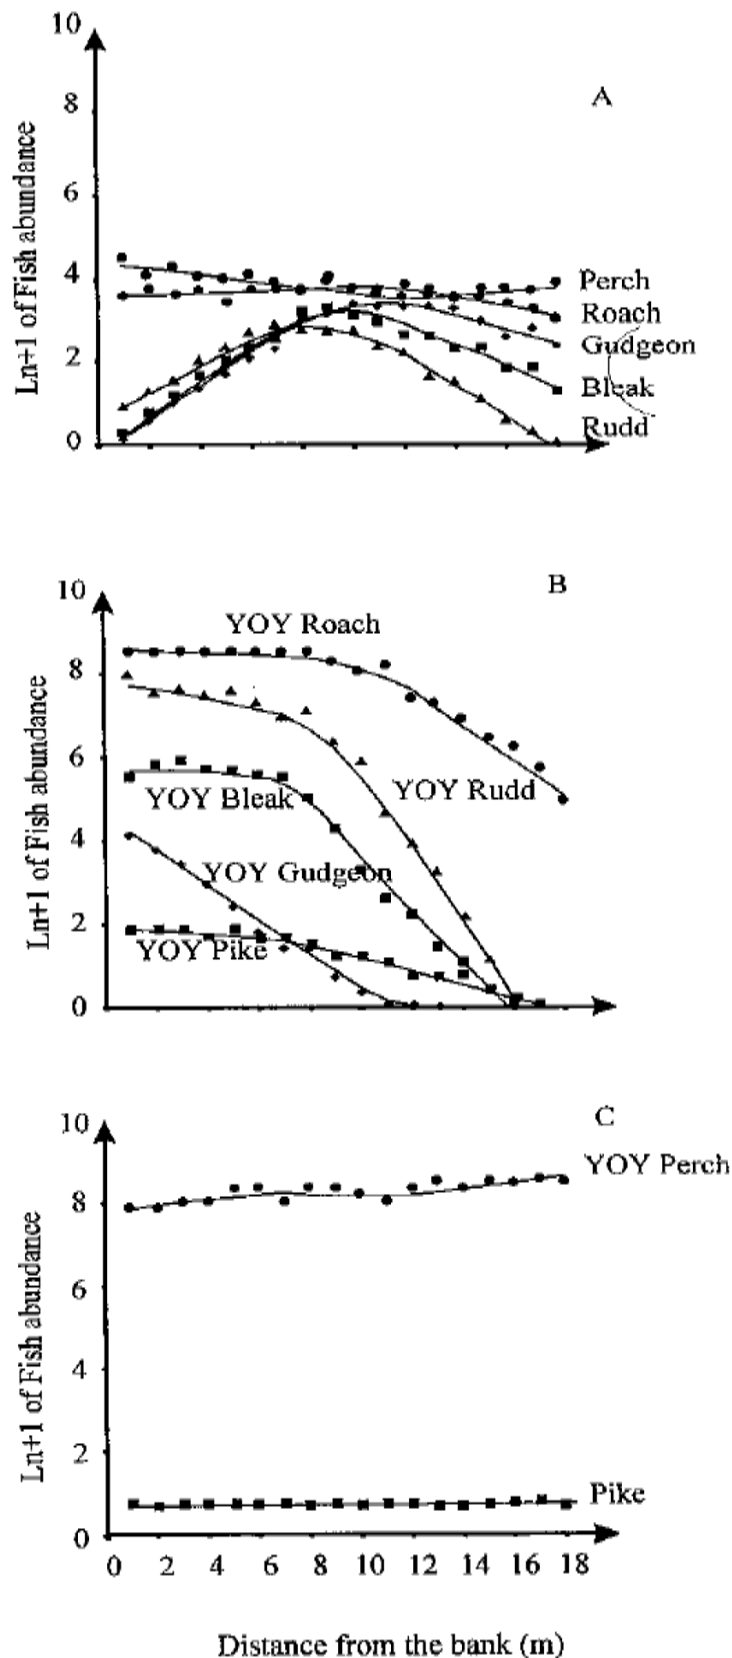 10
A
8
6
4
2
0
Ln+1 of Fish abundance
Perch
Roach
Gudgeon
Bleak
Rudd
10
B
8
6
4
2
0
Ln+1 of Fish abundance
YOY Roach
YOY Rudd
YOY Bleak
YOY Gudgeon
YOY Pike
10
C
8
6
4
2
0
Ln+1 of Fish abundance
YOY Perch
Pike
0 2 4 6 8 10 12 14 16 18
Distance from the bank (m)